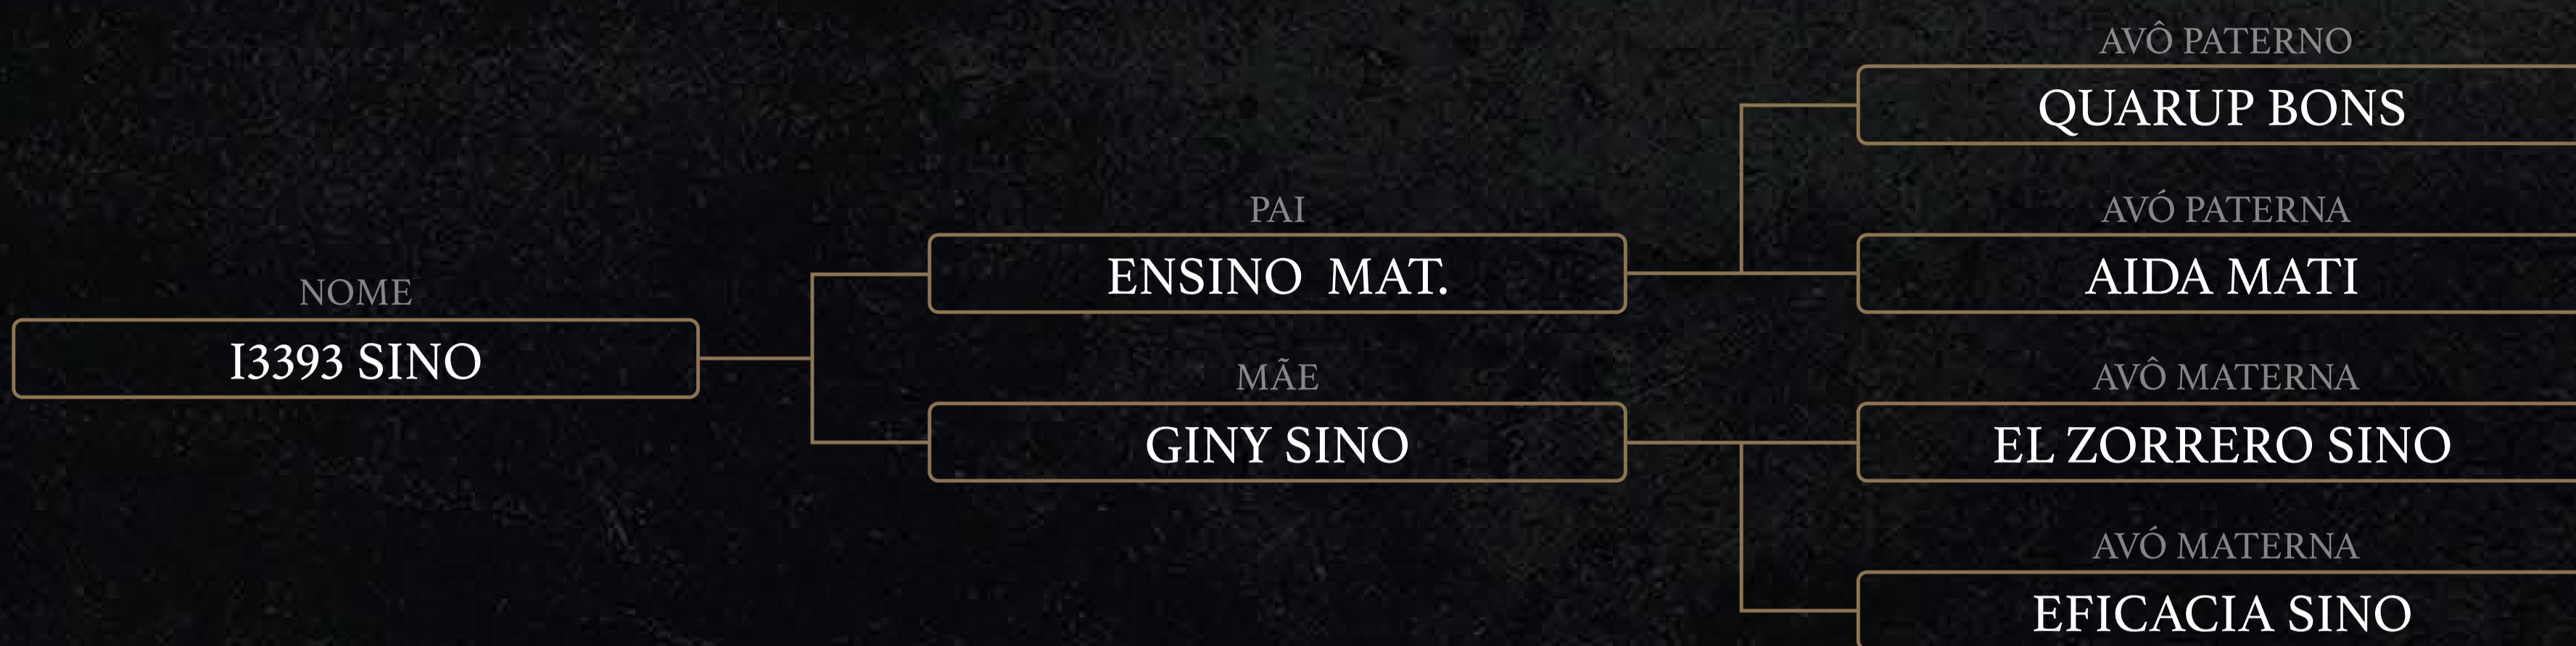 AVÔ PATERNO
QUARUP BONS
AVÓ PATERNA
AIDA MATI
PAI
ENSINO MAT.
NOME
I3393 SINO
MÃE
GINY SINO
AVÔ MATERNA
EL ZORRERO SINO
AVÓ MATERNA
EFICACIA SINO